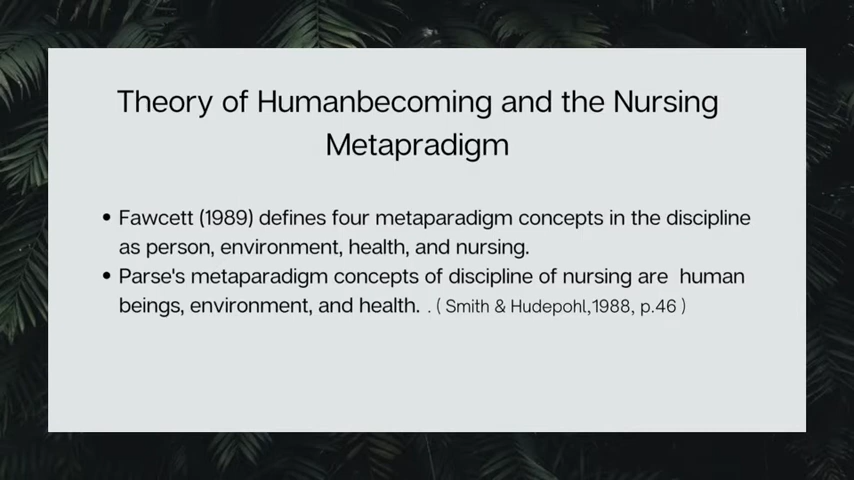 Theory of Humanbecoming and the Nursing
Metapradigm
• Fawcett (1989) defines four metaparadigm concepts in the discipline
as person, environment, health, and nursing.
• Parse's metaparadigm concepts of discipline of nursing are  human
beings, environment, and health. . ( Smith & Hudepohl,1988, p.46 )